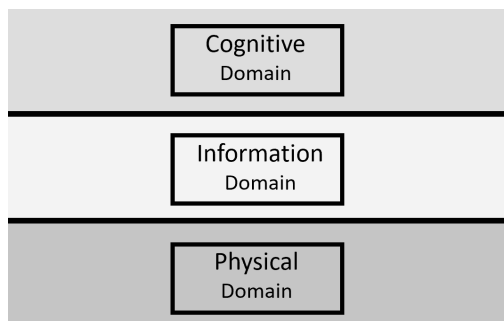 Cognitive
Domain
Information
Domain
Physical
Domain